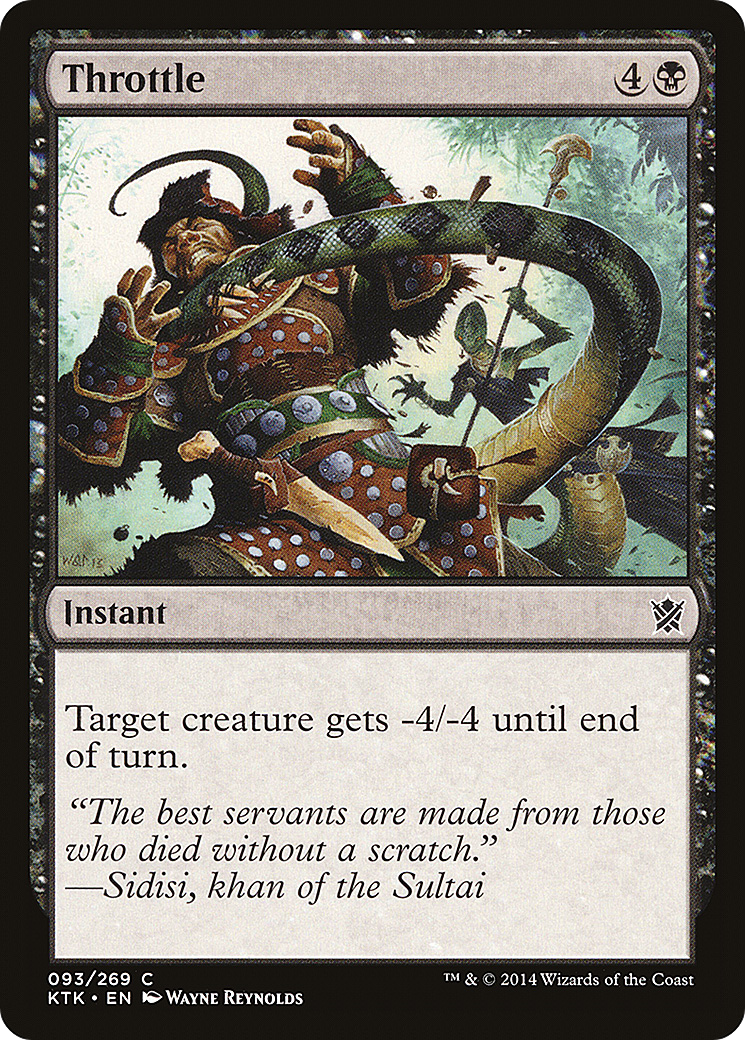 Throttle 4
WAR.13
Instant
Target creature gets -4/-4 until end
of turn.
“The best servants are made from those
who died without a scratch.”
—Sidisi, khan of the Sultai
093/269 C
KTK • EN Wayne Reynolds
™ & © 2014 Wizards of the Coast